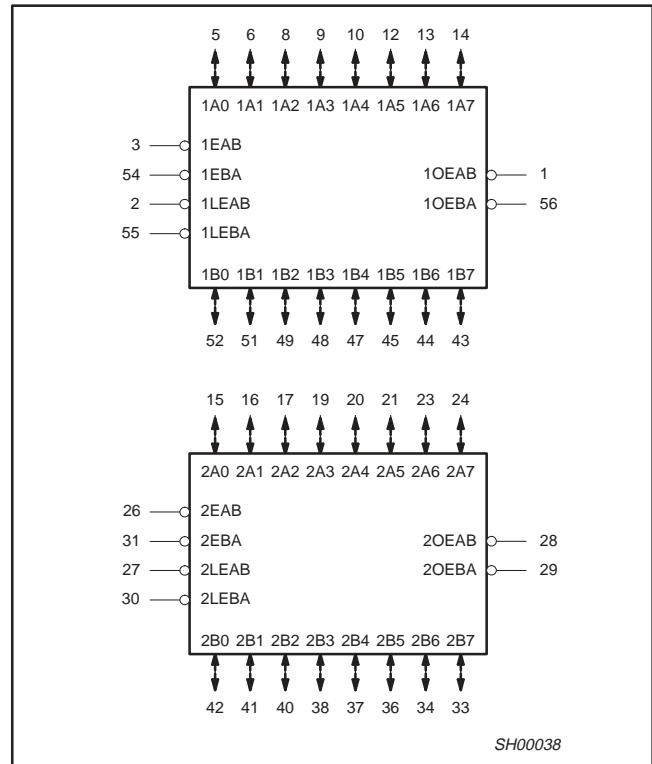 5 6 8 9 10 12 13 14
1A0 1A1 1A2 1A3 1A4 1A5 1A6 1A7
3 1EAB
54 1EBA 1OEAB 1
2 1LEAB 1OEBA 56
55 1LEBA
1B0 1B1 1B2 1B3 1B4 1B5 1B6 1B7
52 51 49 48 47 45 44 43
15 16 17 19 20 21 23 24
2A0 2A1 2A2 2A3 2A4 2A5 2A6 2A7
26 2EAB
31 2EBA 2OEAB 28
27 2LEAB 2OEBA 29
30 2LEBA
2B0 2B1 2B2 2B3 2B4 2B5 2B6 2B7
42 41 40 38 37 36 34 33
SH00038